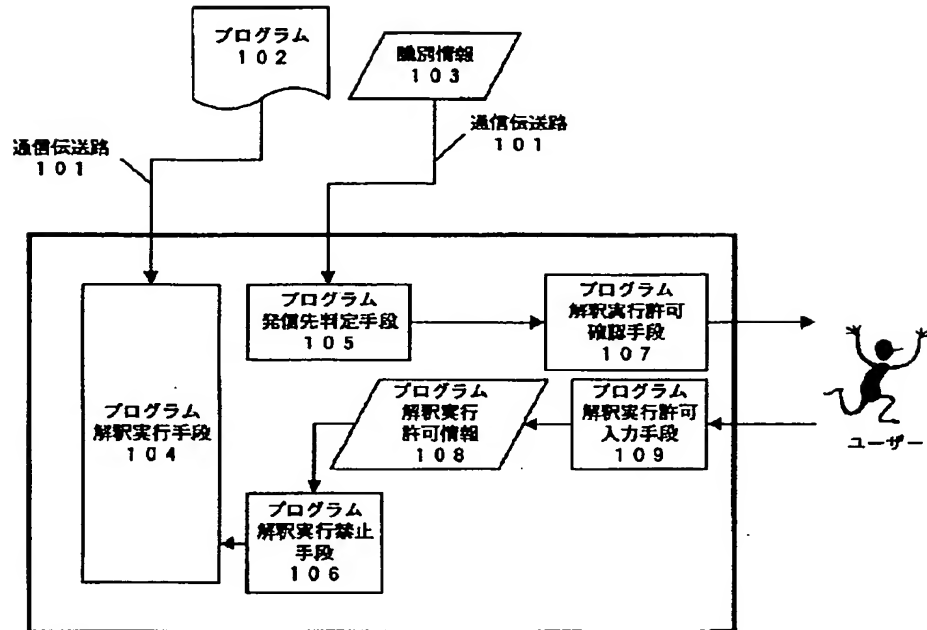 プログラム
１０２
識別情報
１０３
通信伝送路
１０１
通信伝送路
１０１
プログラム
発信先判定手段
１０５
プログラム
解釈実行許可
確認手段
１０７
プログラム
解釈実行手段
１０４
プログラム
解釈実行
許可情報
１０８
プログラム
解釈実行許可
入力手段
１０９
ユーザー
プログラム
解釈実行禁止
手段
１０６